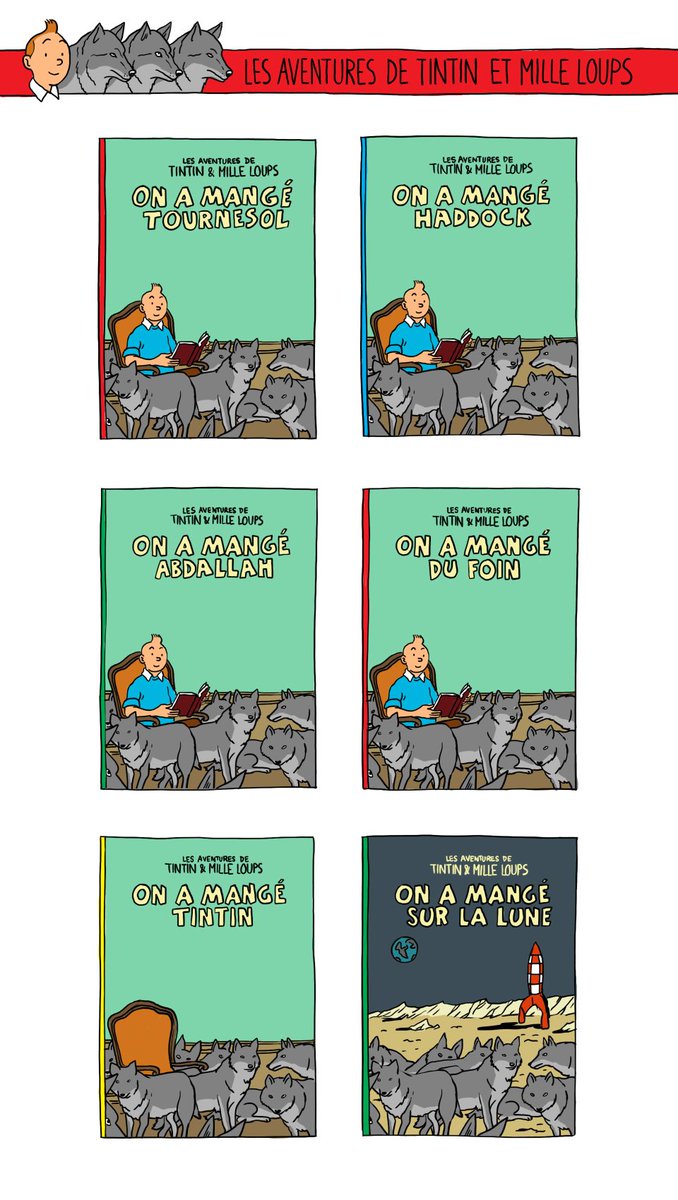 LES AVENTURES DE TINTIN ET MILLE LOUPS
LES AVENTURES DE
TINTIN & MILLE LOUPS
ON A MANGÉ
TOURNESOL
LES AVENTURES DE
TINTIN & MILLE LOUPS
ON A MANGÉ
HADDOCK
LES AVENTURES DE
TINTIN & MILLE LOUPS
ON A MANGÉ
ABDALLAH
LES AVENTURES DE
TINTIN & MILLE LOUPS
ON A MANGÉ
DU FOIN
LES AVENTURES DE
TINTIN & MILLE LOUPS
ON A MANGÉ
TINTIN
LES AVENTURES DE
TINTIN & MILLE LOUPS
ON A MANGÉ
SUR LA LUNE